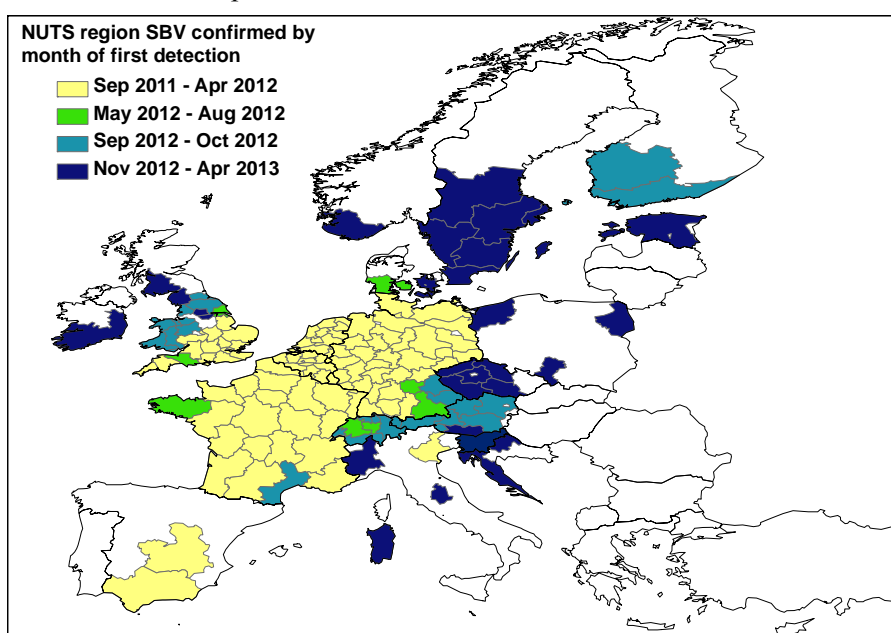 NUTS region SBV confirmed by
month of first detection
Sep 2011 - Apr 2012
May 2012 - Aug 2012
Sep 2012 - Oct 2012
Nov 2012 - Apr 2013